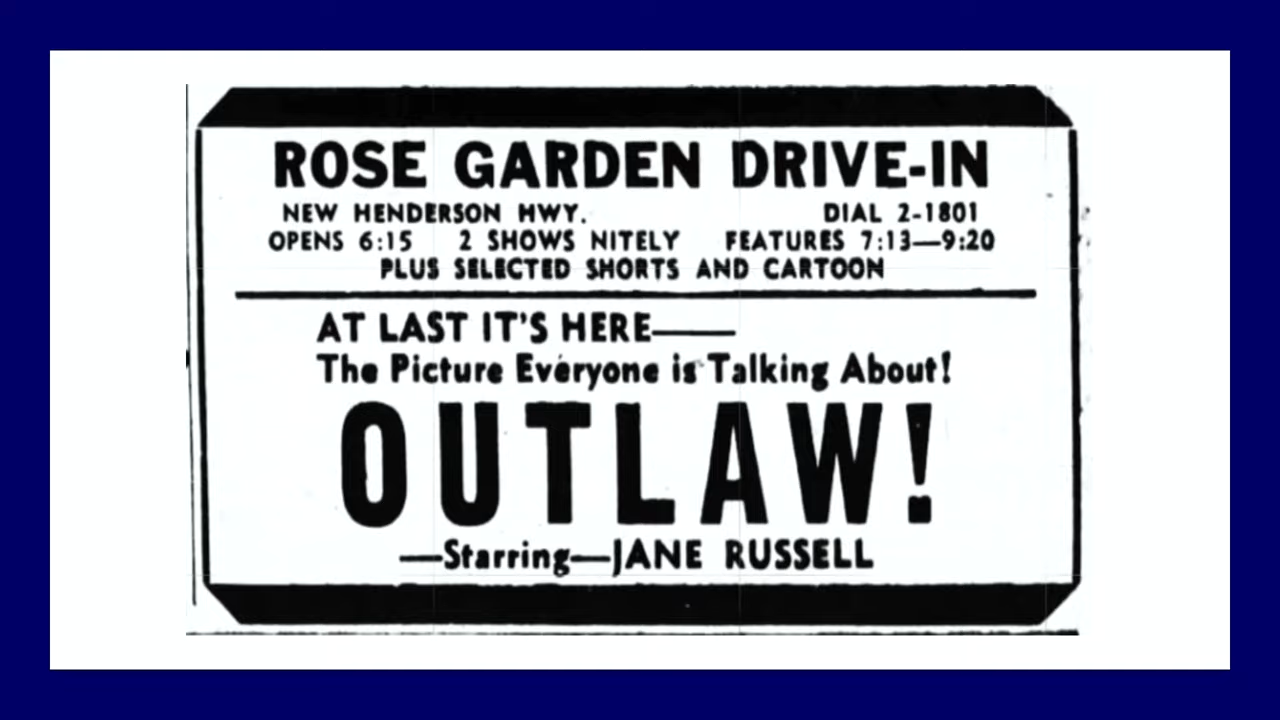 ROSE GARDEN DRIVE-IN
NEW HENDERSON HWY. DIAL 2-1801
OPENS 6:15 2 SHOWS NITELY FEATURES 7:13—9:20
PLUS SELECTED SHORTS AND CARTOON
AT LAST IT'S HERE——
The Picture Everyone is Talking About!
OUTLAW!
—Starring—JANE RUSSELL